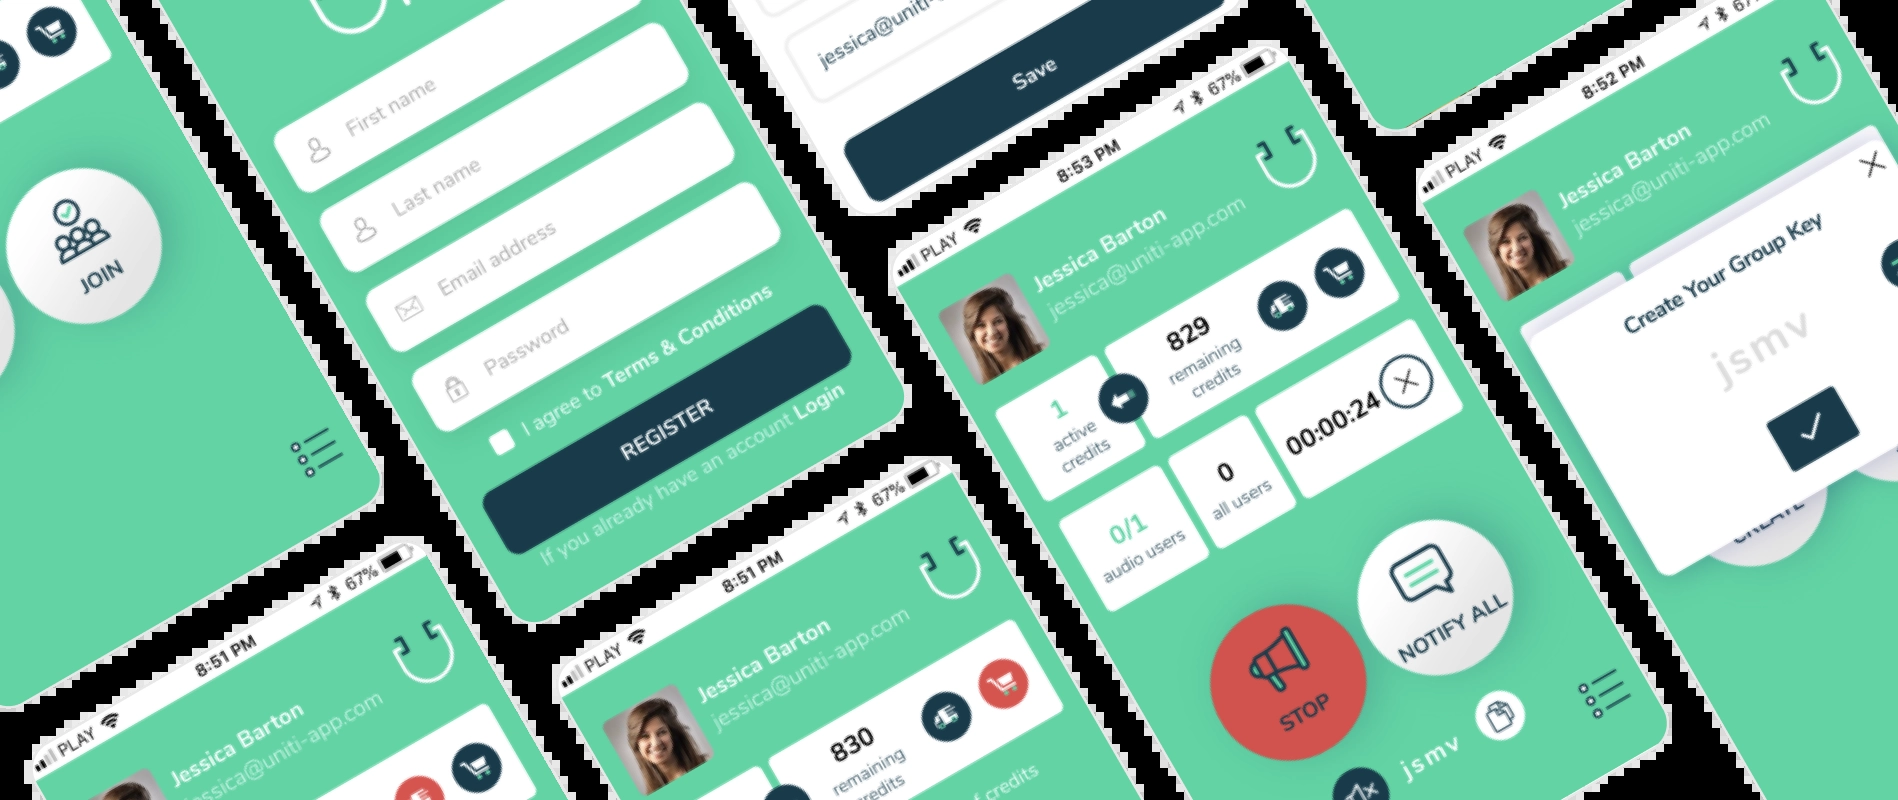 JOIN
First name
Last name
Email address
Password
I agree to Terms & Conditions
REGISTER
If you already have an account Login
jessica@uniti-app.com
Save
PLAY
8:53 PM
67%
Jessica Barton
jessica@uniti-app.com
1
active
credits
829
remaining
credits
0/1
audio users
0
all users
00:00:24
STOP
NOTIFY ALL
jsmv
PLAY
8:52 PM
67%
Jessica Barton
jessica@uniti-app.com
Create Your Group Key
jsmv
CREATE
PLAY
8:51 PM
67%
Jessica Barton
jessica@uniti-app.com
PLAY
8:51 PM
67%
Jessica Barton
jessica@uniti-app.com
830
remaining
credits
f credits